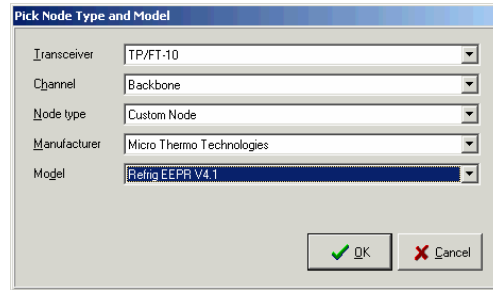 Pick Node Type and Model
Transceiver TP/FT-10
Channel Backbone
Node type Custom Node
Manufacturer Micro Thermo Technologies
Model Refrig EEPR V4.1
OK Cancel